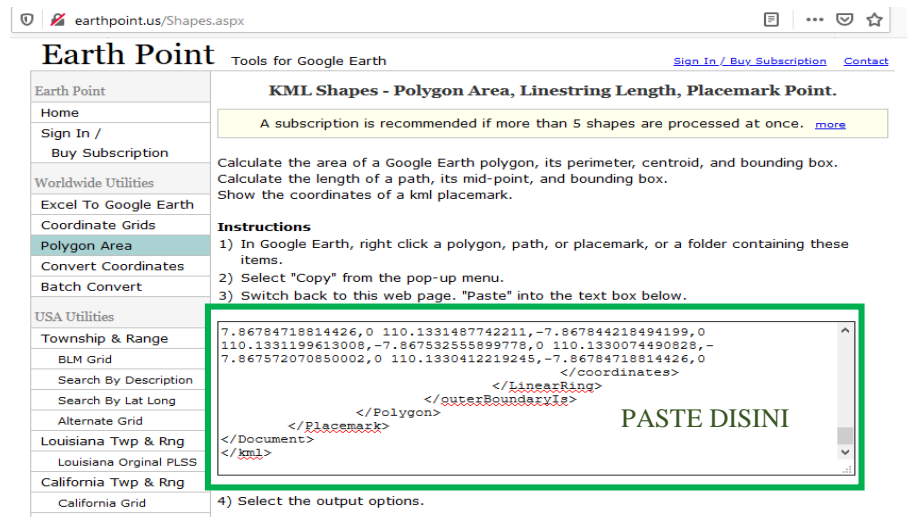 earthpoint.us/Shapes.aspx
Earth Point Tools for Google Earth Sign In / Buy Subscription Contact
Earth Point
Home
Sign In /
Buy Subscription
Worldwide Utilities
Excel To Google Earth
Coordinate Grids
Polygon Area
Convert Coordinates
Batch Convert
USA Utilities
Township & Range
BLM Grid
Search By Description
Search By Lat Long
Alternate Grid
Louisiana Twp & Rng
Louisiana Orginal PLSS
California Twp & Rng
California Grid
KML Shapes - Polygon Area, Linestring Length, Placemark Point.
A subscription is recommended if more than 5 shapes are processed at once. more
Calculate the area of a Google Earth polygon, its perimeter, centroid, and bounding box.
Calculate the length of a path, its mid-point, and bounding box.
Show the coordinates of a kml placemark.
Instructions
1) In Google Earth, right click a polygon, path, or placemark, or a folder containing these
items.
2) Select "Copy" from the pop-up menu.
3) Switch back to this web page. "Paste" into the text box below.
7.86784718814426,0 110.1331487742211,-7.867844218494199,0
110.1331199613008,-7.867532555899778,0 110.1330074490828,-
7.867572070850002,0 110.1330412219245,-7.86784718814426,0
</coordinates>
</LinearRing>
</outerBoundaryIs>
</Polygon>
</Placemark>
</Document>
</kml>
PASTE DISINI
4) Select the output options.